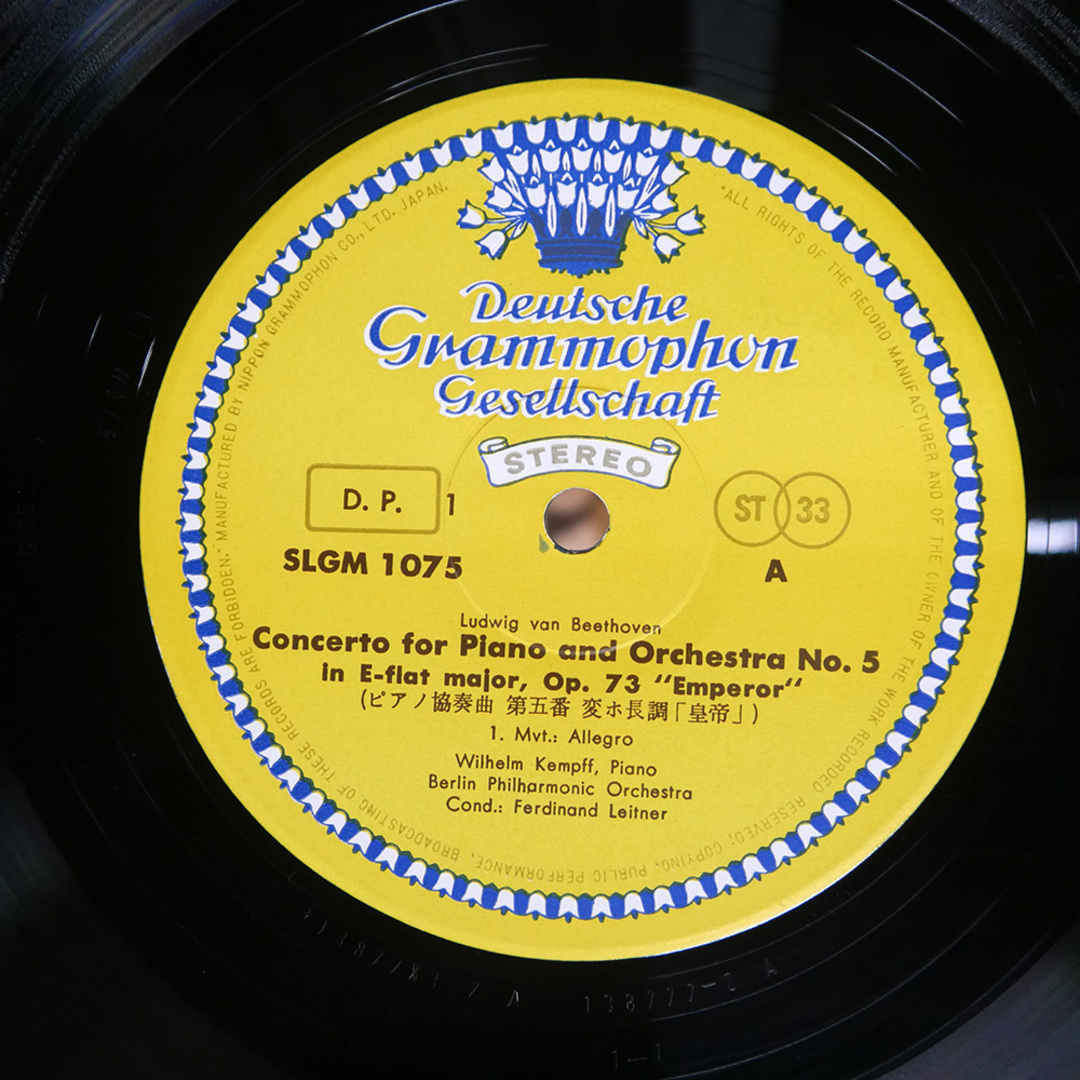 Deutsche
Grammophon
Gesellschaft
STEREO
D. P. 1
ST 33
SLGM 1075
A
Ludwig van Beethoven
Concerto for Piano and Orchestra No. 5
in E-flat major, Op. 73 “Emperor“
(ピアノ協奏曲 第五番 変ホ長調「皇帝」)
1. Mvt.: Allegro
Wilhelm Kempff, Piano
Berlin Philharmonic Orchestra
Cond.: Ferdinand Leitner
"ALL RIGHTS OF THE RECORD MANUFACTURER AND OF THE OWNER OF THE WORK RECORDED RESERVED; COPYING, PUBLIC PERFORMANCE, BROADCASTING OF THESE RECORDS ARE FORBIDDEN." MANUFACTURED BY NIPPON GRAMMOPHON CO., LTD. JAPAN.
1-1